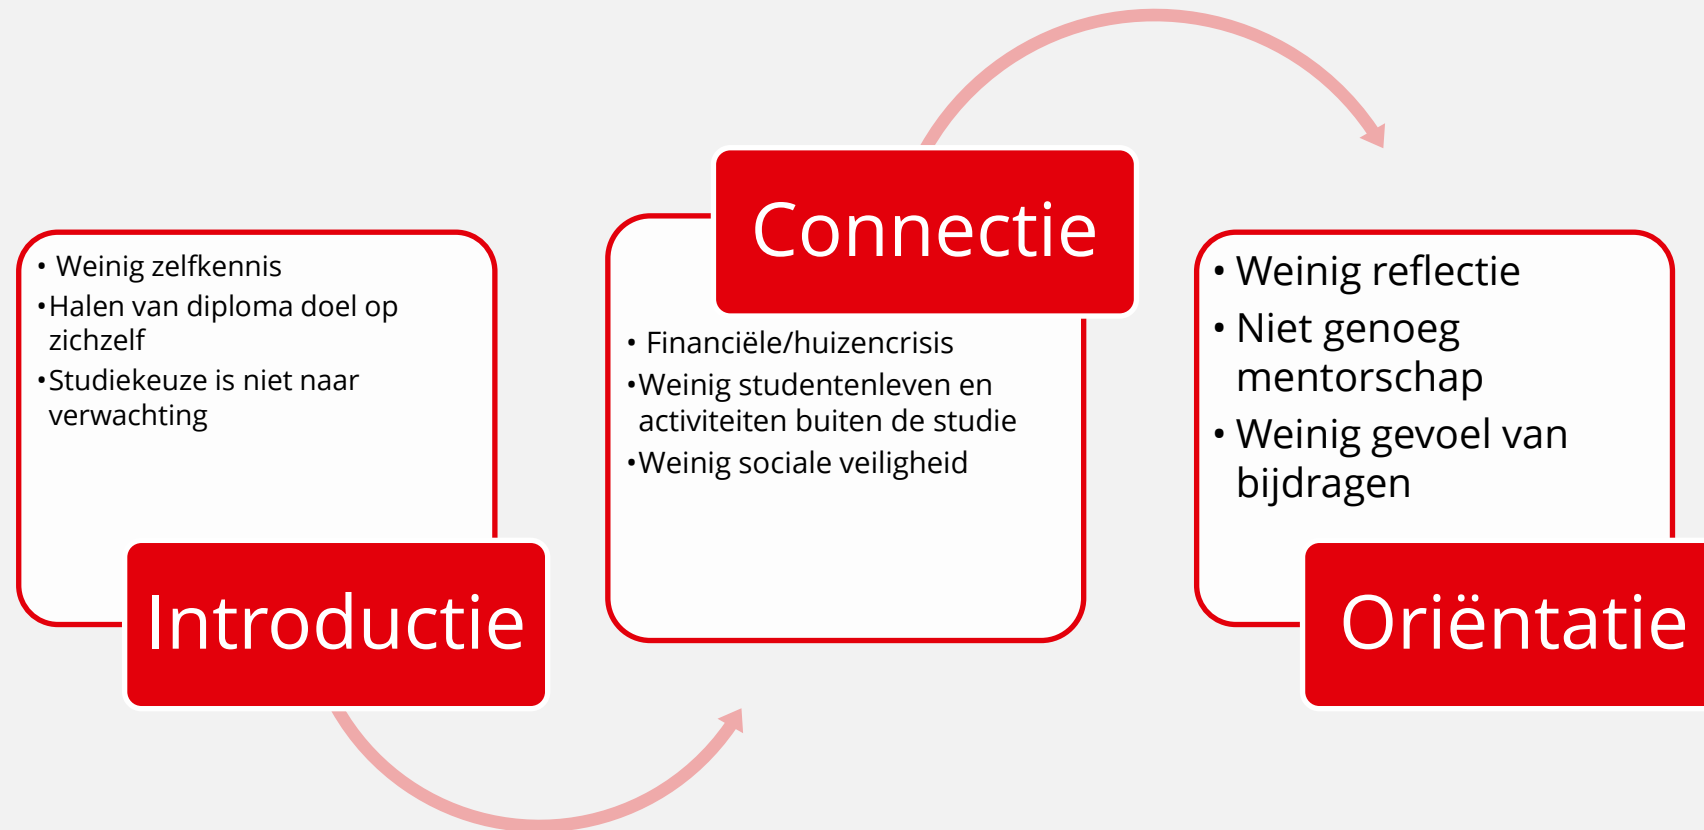 • Weinig zelfkennis
•Halen van diploma doel op
zichzelf
•Studiekeuze is niet naar
verwachting
Introductie
Connectie
• Financiële/huizencrisis
•Weinig studentenleven en
activiteiten buiten de studie
•Weinig sociale veiligheid
• Weinig reflectie
• Niet genoeg
mentorschap
• Weinig gevoel van
bijdragen
Oriëntatie